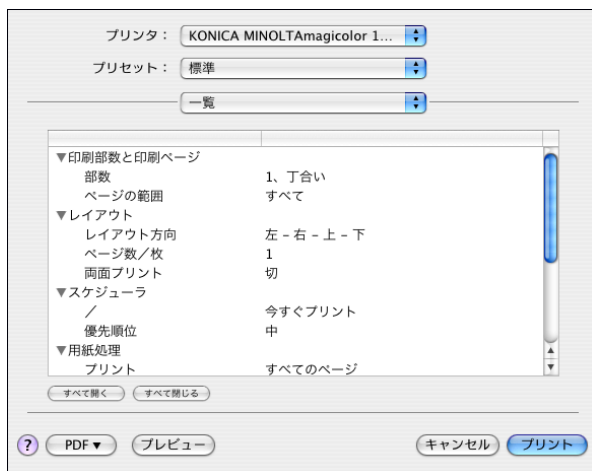 プリンタ： KONICA MINOLTAmagicolor 1...
プリセット： 標準
一覧
▼印刷部数と印刷ページ
部数 1、丁合い
ページの範囲 すべて
▼レイアウト
レイアウト方向 左 – 右 – 上 – 下
ページ数／枚 1
両面プリント 切
▼スケジューラ
／ 今すぐプリント
優先順位 中
▼用紙処理
プリント すべてのページ
すべて開く すべて閉じる
? PDF▼ プレビュー キャンセル プリント